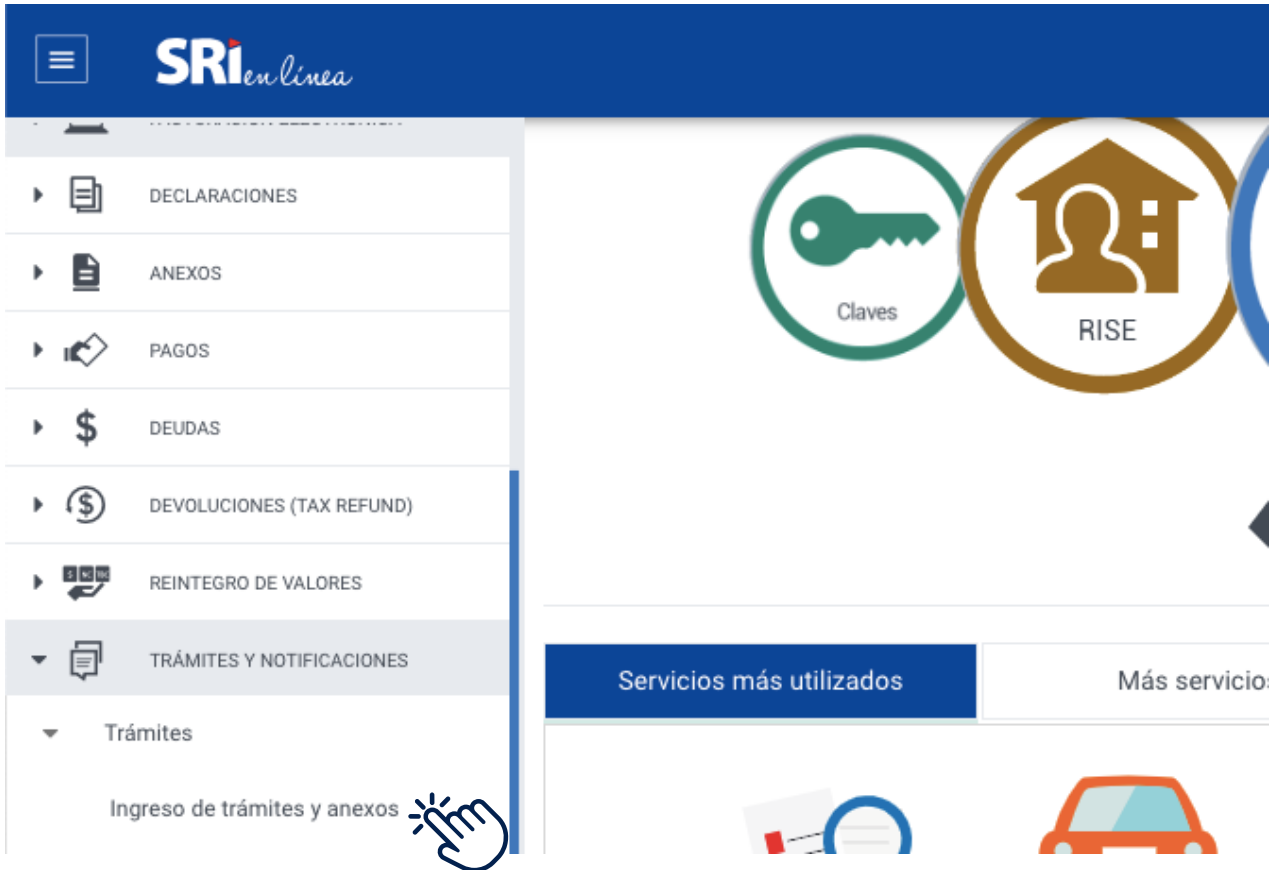 SRi en línea
DECLARACIONES
ANEXOS
PAGOS
DEUDAS
DEVOLUCIONES (TAX REFUND)
REINTEGRO DE VALORES
TRÁMITES Y NOTIFICACIONES
Trámites
Ingreso de trámites y anexos
Claves
RISE
Servicios más utilizados
Más servicios